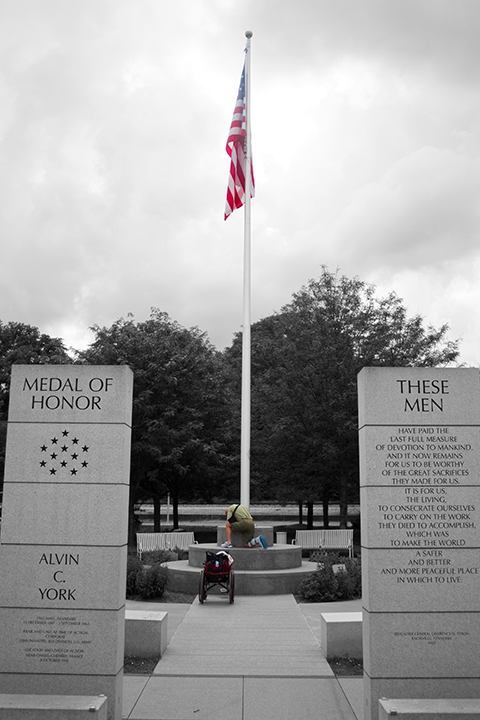 MEDAL OF
HONOR
ALVIN
C.
YORK
THESE
MEN
HAVE PAID THE
LAST FULL MEASURE
OF DEVOTION TO MANKIND.
AND IT NOW REMAINS
FOR US TO BE WORTHY
OF THE GREAT SACRIFICES
THEY MADE FOR US.
IT IS FOR US,
THE LIVING,
TO CONSECRATE OURSELVES
TO CARRY ON THE WORK
THEY DIED TO ACCOMPLISH,
WHICH WAS
TO MAKE THE WORLD
A SAFER
AND BETTER
AND MORE PEACEFUL PLACE
IN WHICH TO LIVE.